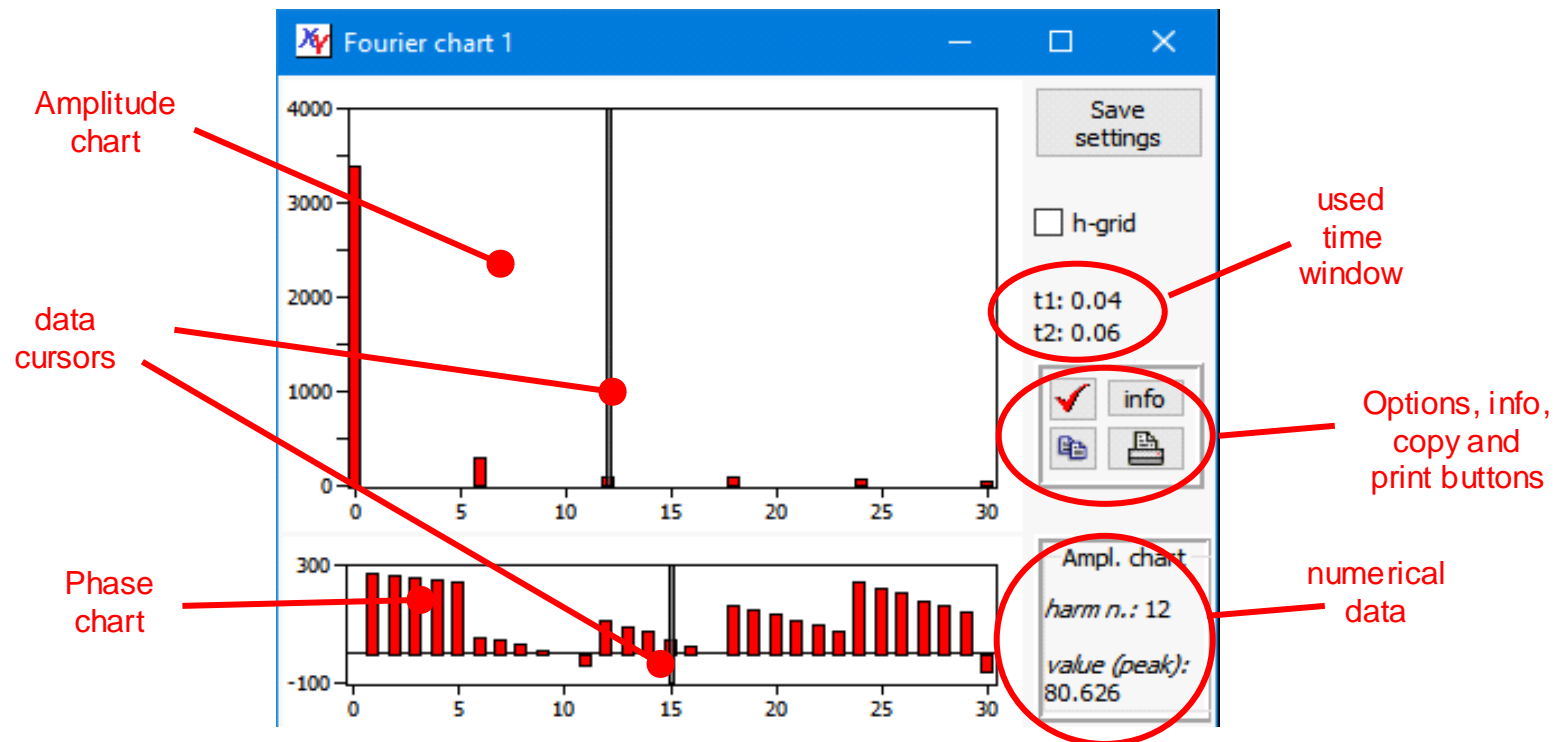 XY Fourier chart 1
Amplitude
chart
4000
3000
2000
1000
0
0 5 10 15 20 25 30
data
cursors
Save
settings
h-grid
t1: 0.04
t2: 0.06
used
time
window
info
Options, info,
copy and
print buttons
Phase
chart
300
-100
0 5 10 15 20 25 30
Ampl. chart
harm n.: 12
value (peak):
80.626
numerical
data